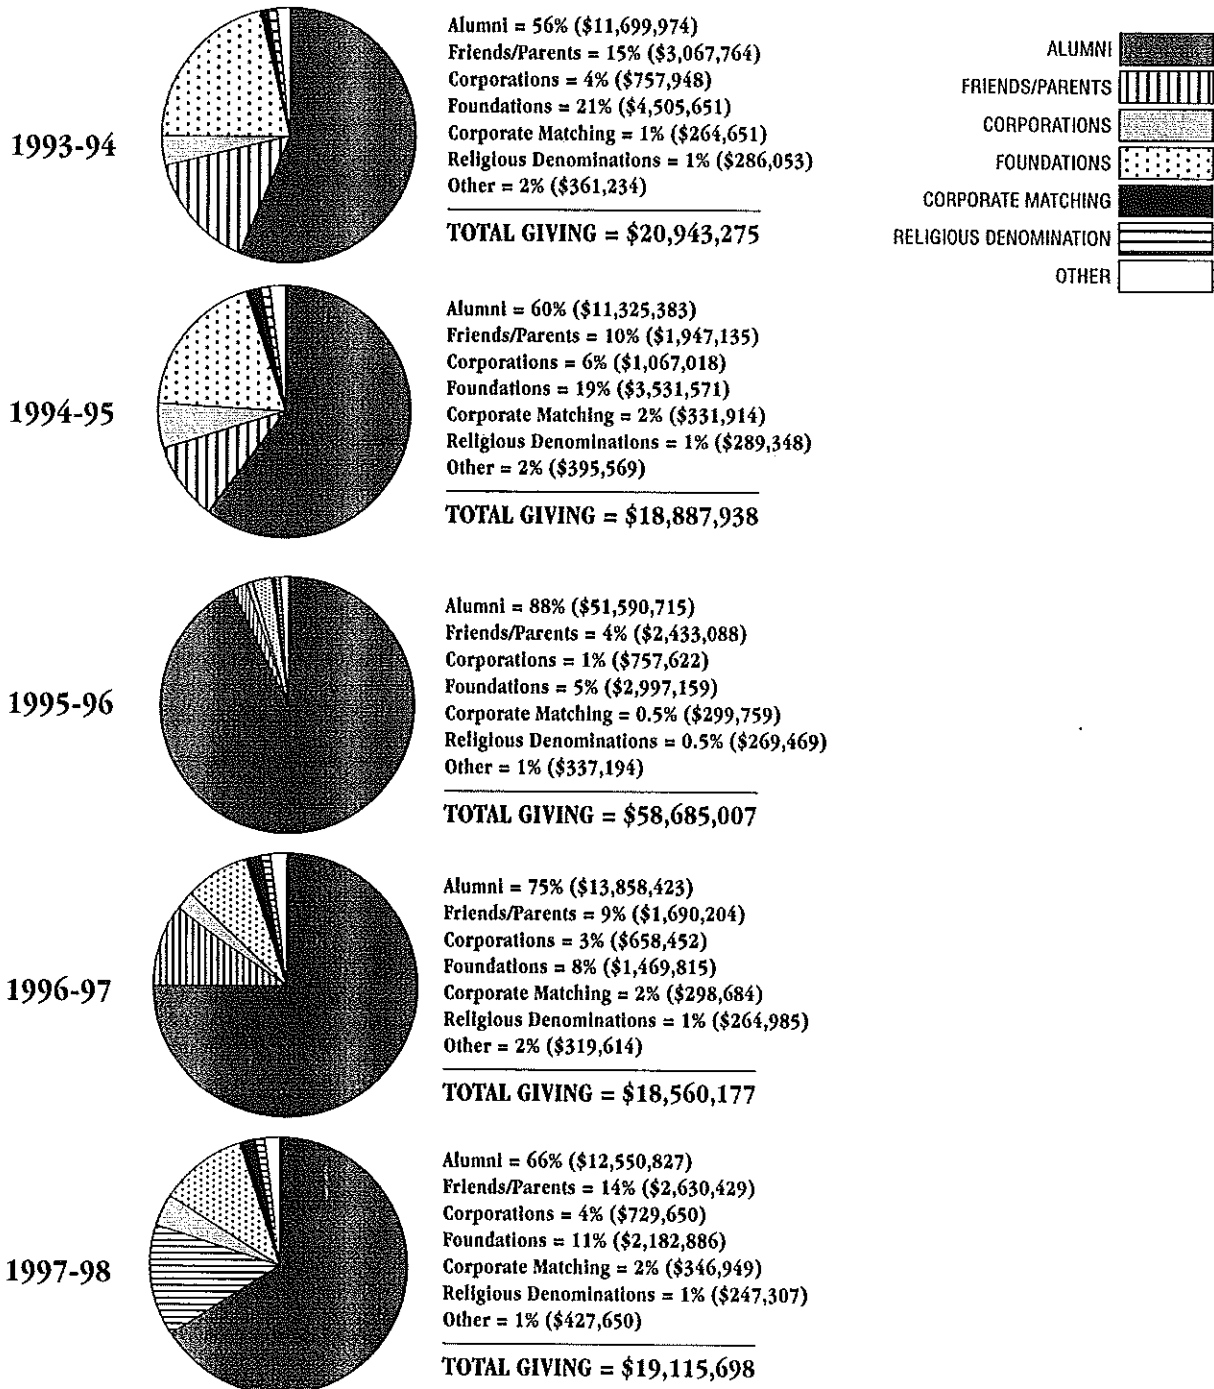 1993-94
Alumni = 56% ($11,699,974)
Friends/Parents = 15% ($3,067,764)
Corporations = 4% ($757,948)
Foundations = 21% ($4,505,651)
Corporate Matching = 1% ($264,651)
Religious Denominations = 1% ($286,053)
Other = 2% ($361,234)
TOTAL GIVING = $20,943,275
ALUMNI
FRIENDS/PARENTS
CORPORATIONS
FOUNDATIONS
CORPORATE MATCHING
RELIGIOUS DENOMINATION
OTHER
1994-95
Alumni = 60% ($11,325,383)
Friends/Parents = 10% ($1,947,135)
Corporations = 6% ($1,067,018)
Foundations = 19% ($3,531,571)
Corporate Matching = 2% ($331,914)
Religious Denominations = 1% ($289,348)
Other = 2% ($395,569)
TOTAL GIVING = $18,887,938
1995-96
Alumni = 88% ($51,590,715)
Friends/Parents = 4% ($2,433,088)
Corporations = 1% ($757,622)
Foundations = 5% ($2,997,159)
Corporate Matching = 0.5% ($299,759)
Religious Denominations = 0.5% ($269,469)
Other = 1% ($337,194)
TOTAL GIVING = $58,685,007
1996-97
Alumni = 75% ($13,858,423)
Friends/Parents = 9% ($1,690,204)
Corporations = 3% ($658,452)
Foundations = 8% ($1,469,815)
Corporate Matching = 2% ($298,684)
Religious Denominations = 1% ($264,985)
Other = 2% ($319,614)
TOTAL GIVING = $18,560,177
1997-98
Alumni = 66% ($12,550,827)
Friends/Parents = 14% ($2,630,429)
Corporations = 4% ($729,650)
Foundations = 11% ($2,182,886)
Corporate Matching = 2% ($346,949)
Religious Denominations = 1% ($247,307)
Other = 1% ($427,650)
TOTAL GIVING = $19,115,698